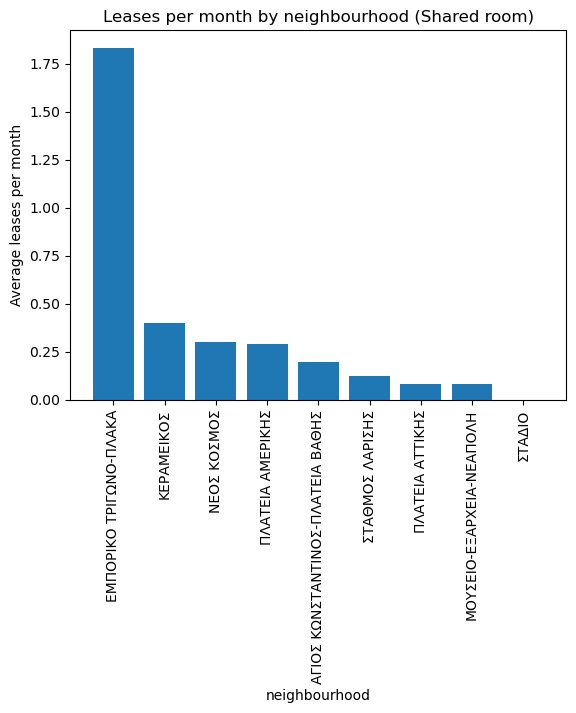 Leases per month by neighbourhood (Shared room)
Average leases per month
1.75
1.50
1.25
1.00
0.75
0.50
0.25
0.00
ΕΜΠΟΡΙΚΟ ΤΡΙΓΩΝΟ-ΠΛΑΚΑ
ΚΕΡΑΜΕΙΚΟΣ
ΝΕΟΣ ΚΟΣΜΟΣ
ΠΛΑΤΕΙΑ ΑΜΕΡΙΚΗΣ
ΑΓΙΟΣ ΚΩΝΣΤΑΝΤΙΝΟΣ-ΠΛΑΤΕΙΑ ΒΑΘΗΣ
ΣΤΑΘΜΟΣ ΛΑΡΙΣΗΣ
ΠΛΑΤΕΙΑ ΑΤΤΙΚΗΣ
ΜΟΥΣΕΙΟ-ΕΞΑΡΧΕΙΑ-ΝΕΑΠΟΛΗ
ΣΤΑΔΙΟ
neighbourhood